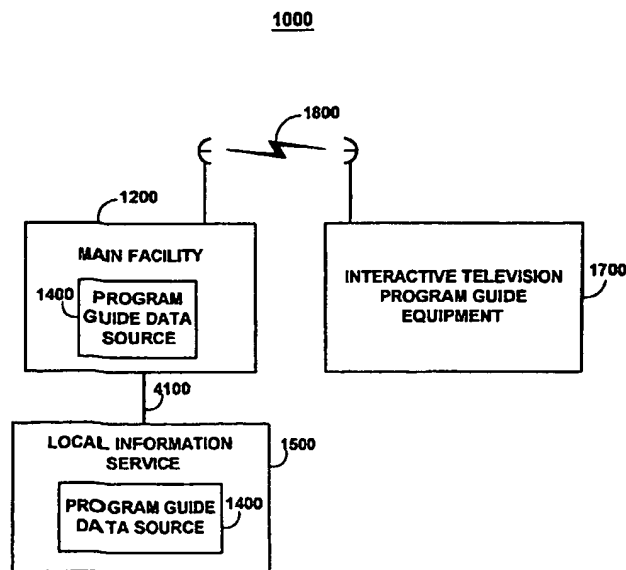 1000
1800
1200
MAIN FACILITY
1400
PROGRAM
GUIDE DATA
SOURCE
INTERACTIVE TELEVISION
PROGRAM GUIDE
EQUIPMENT
1700
4100
LOCAL INFORMATION
SERVICE
1500
PROGRAM GUIDE
DATA SOURCE
1400